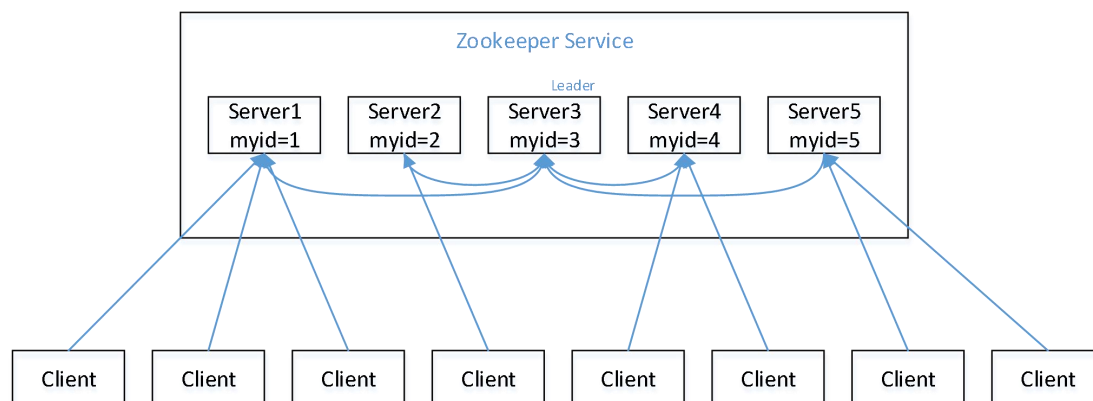 Zookeeper Service
Leader
Server1
myid=1
Server2
myid=2
Server3
myid=3
Server4
myid=4
Server5
myid=5
Client
Client
Client
Client
Client
Client
Client
Client